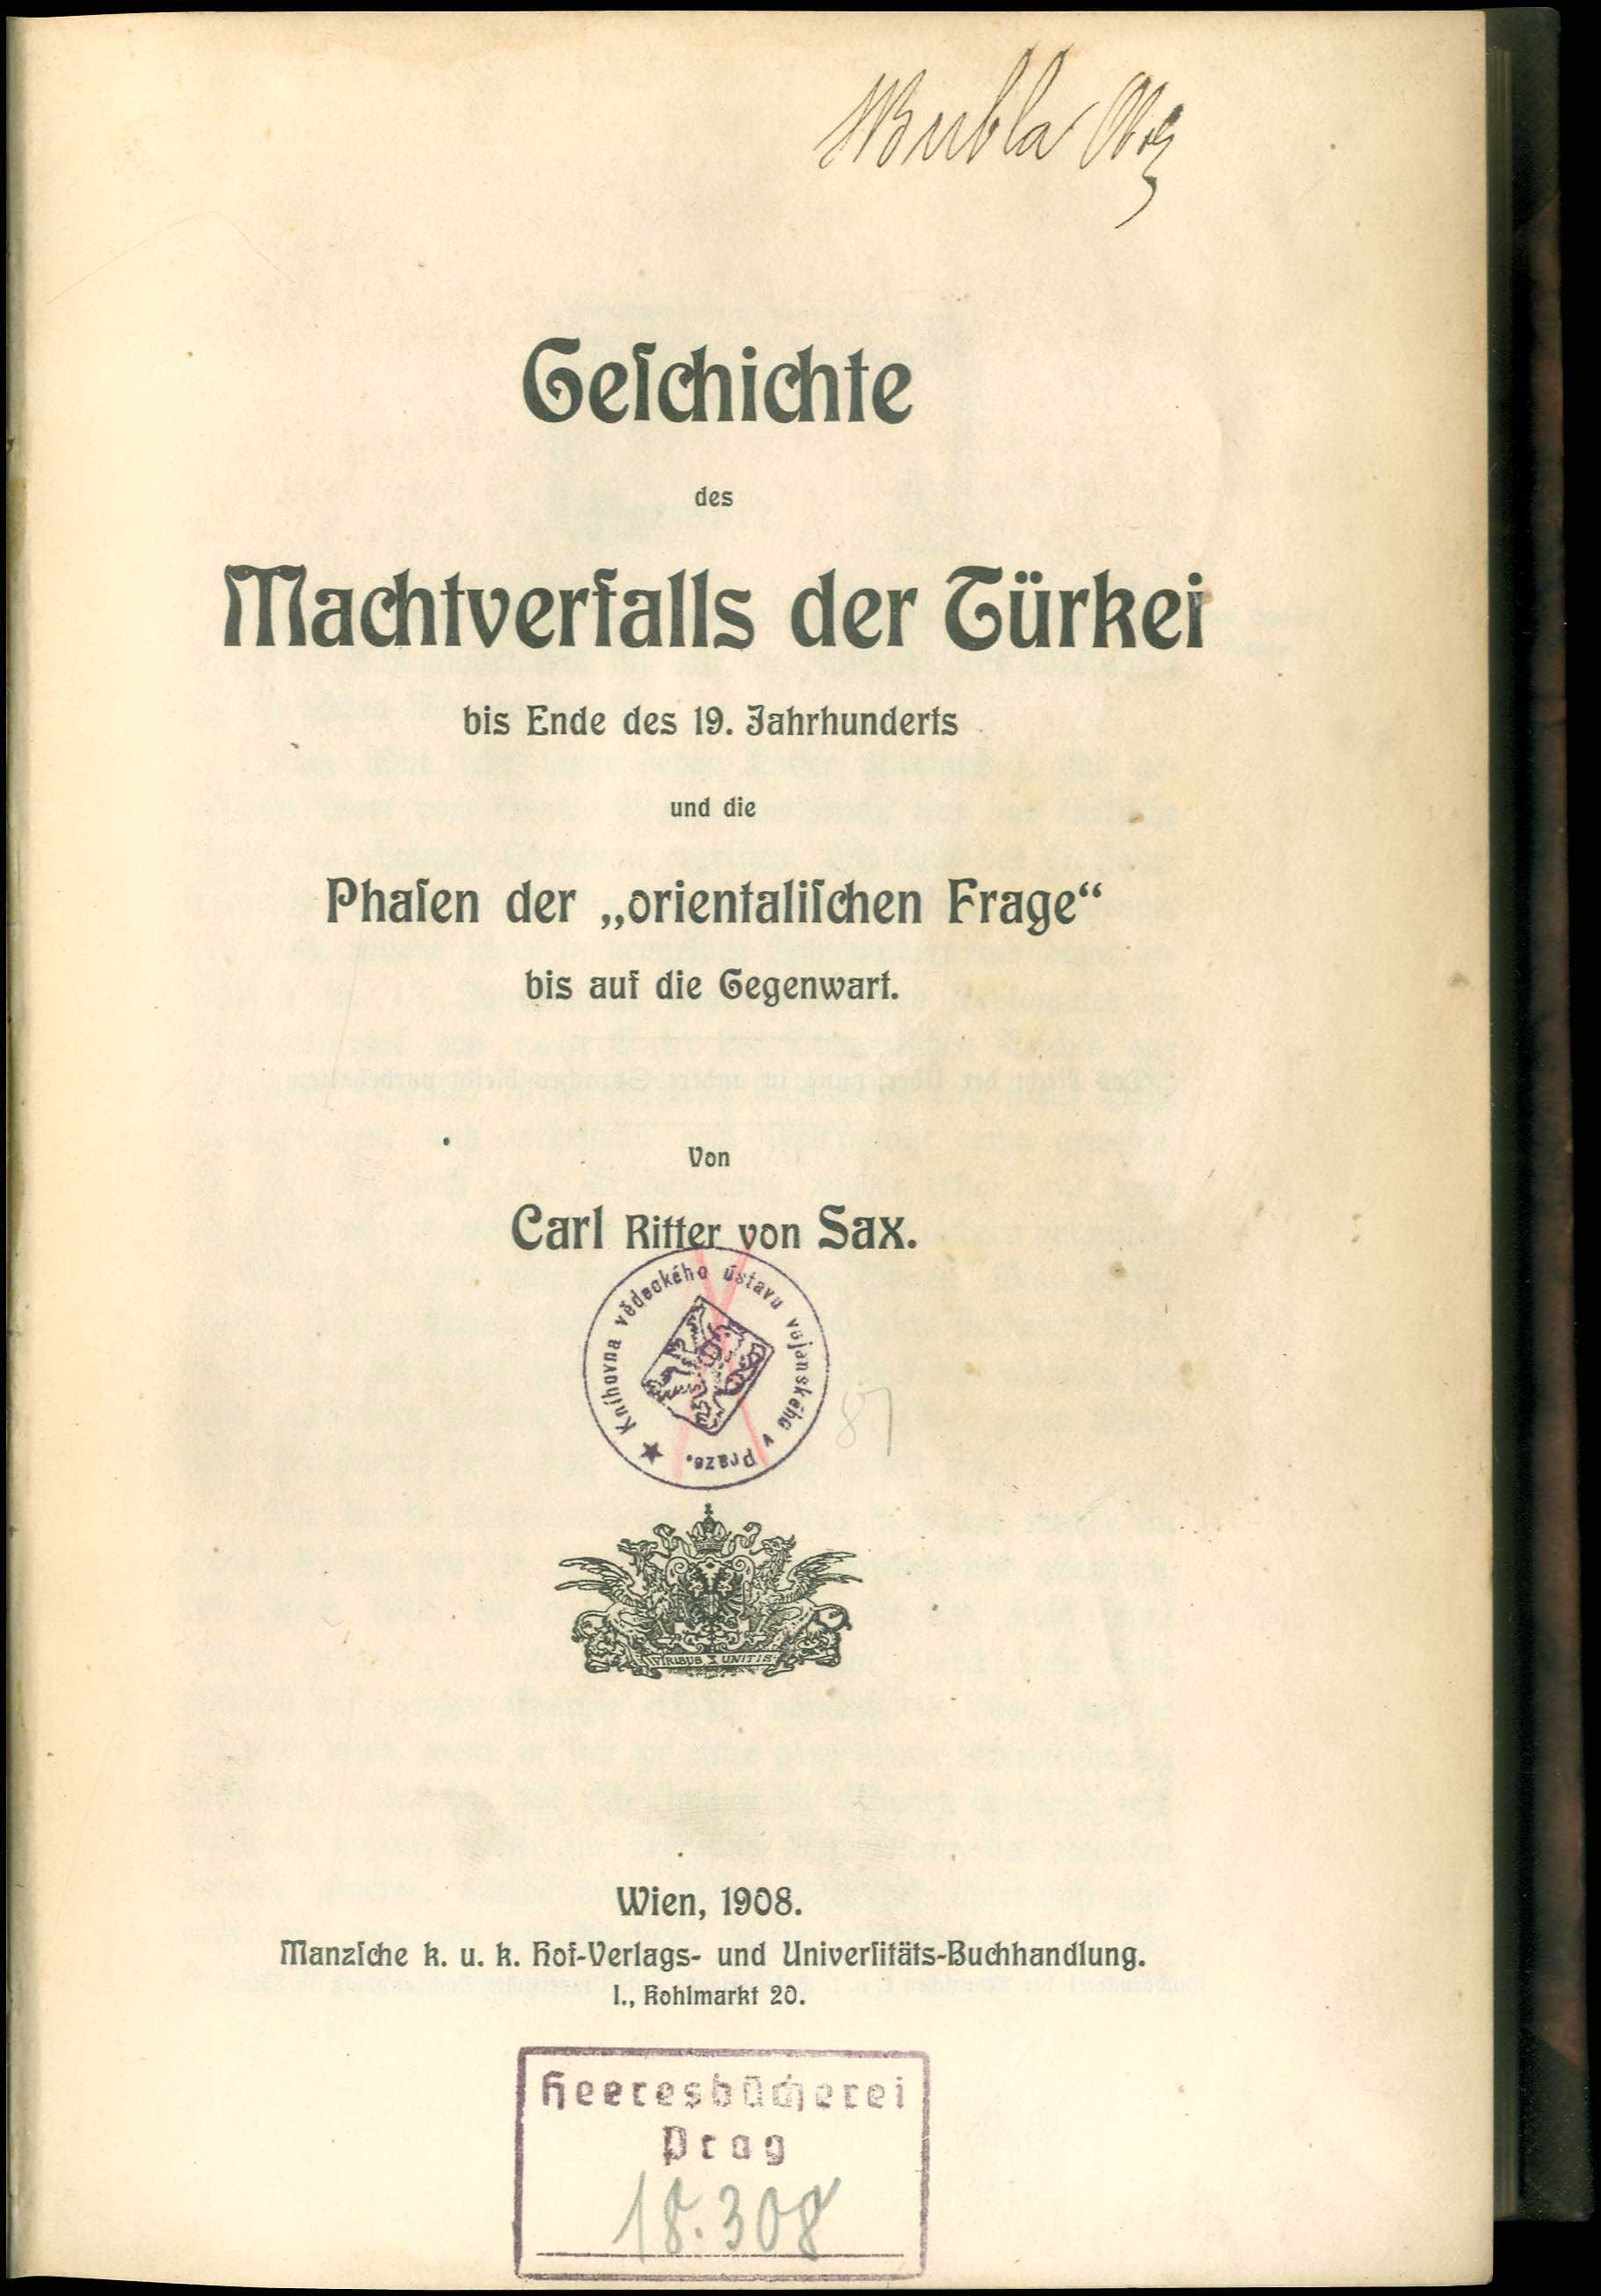 Geſchichte
des
Machtverfalls der Türkei
bis Ende des 19. Jahrhunderts
und die
Phaſen der „orientaliſchen Frage“
bis auf die Gegenwart.
Von
Carl Ritter von Sax.
Knihovna vědeckého ústavu vojenského v Praze.
87
VIRIBUS UNITIS
Wien, 1908.
Manzſche k. u. k. Hof-Verlags- und Univerſitäts-Buchhandlung.
I., Kohlmarkt 20.
Heeresbücherei
Prag
18.308